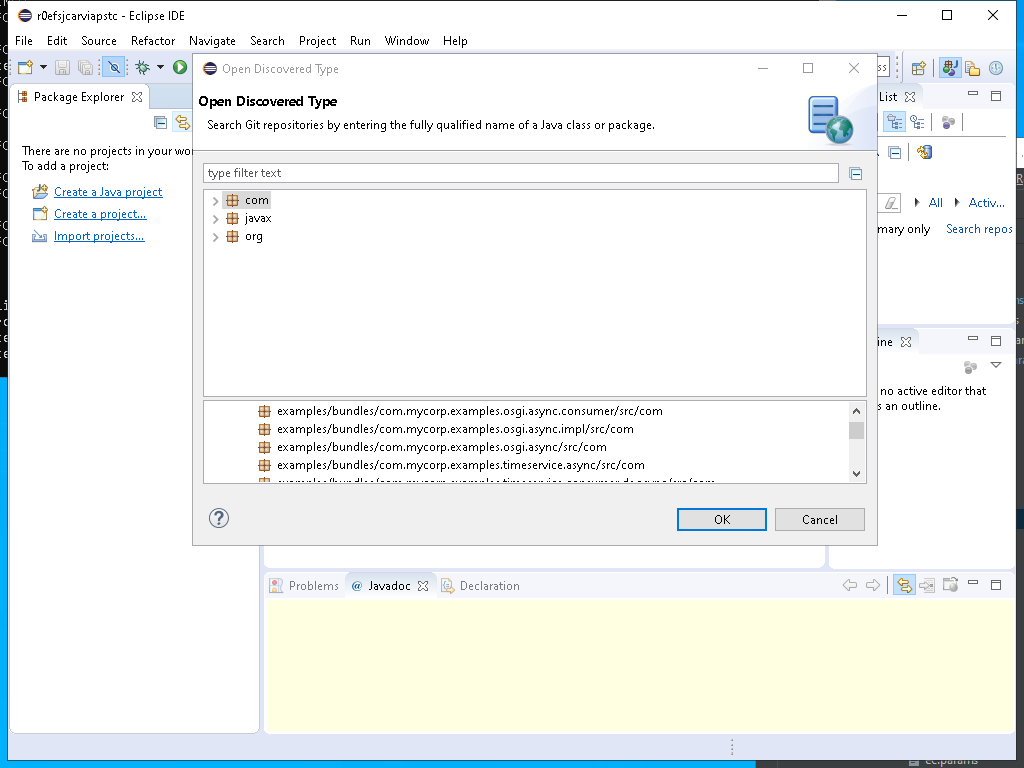 r0efsjcarviapstc - Eclipse IDE
File Edit Source Refactor Navigate Search Project Run Window Help
Open Discovered Type
Package Explorer
List
Open Discovered Type
Search Git repositories by entering the fully qualified name of a Java class or package.
There are no projects in your
To add a project:
Create a Java project
Create a project...
Import projects...
type filter text
com
javax
org
All Activ...
only Search repos
no active editor that
an outline.
examples/bundles/com.mycorp.examples.osgi.async.consumer/src/com
examples/bundles/com.mycorp.examples.osgi.async.impl/src/com
examples/bundles/com.mycorp.examples.osgi.async/src/com
examples/bundles/com.mycorp.examples.timeservice.async/src/com
OK Cancel
Problems @ Javadoc Declaration